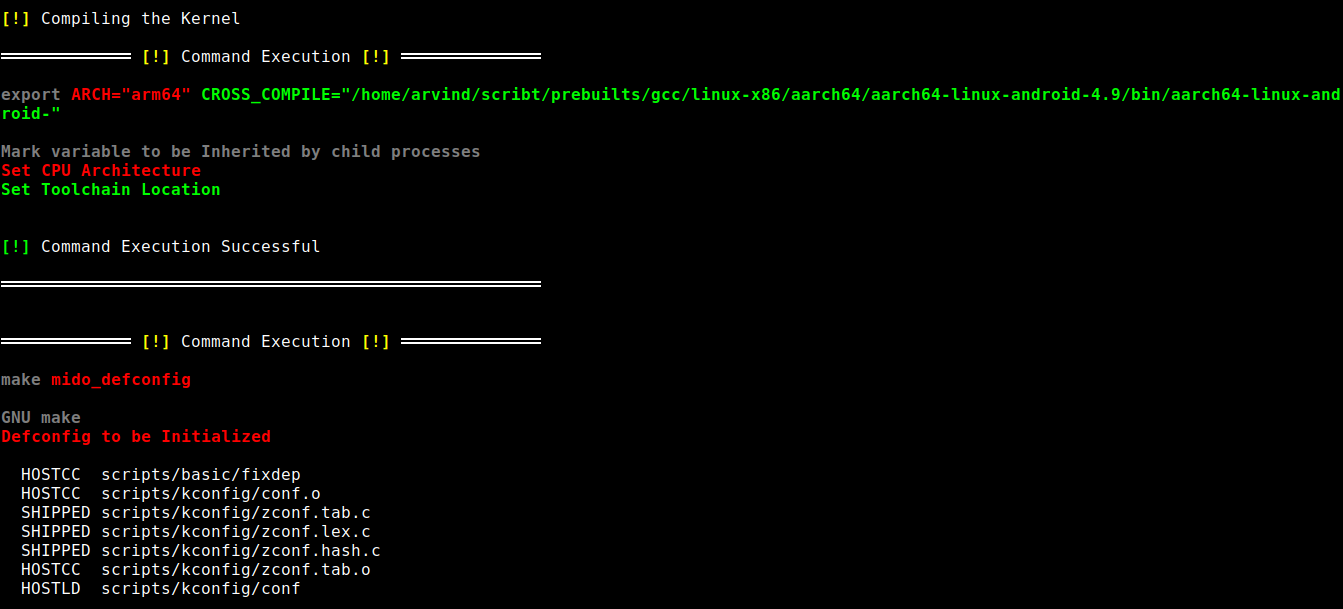 [!] Compiling the Kernel
═════════════ [!] Command Execution [!] ══════════════
export ARCH="arm64" CROSS_COMPILE="/home/arvind/scribt/prebuilts/gcc/linux-x86/aarch64/aarch64-linux-android-4.9/bin/aarch64-linux-and
roid-"
Mark variable to be Inherited by child processes
Set CPU Architecture
Set Toolchain Location
[!] Command Execution Successful
══════════════════════════════════════════════════════
═════════════ [!] Command Execution [!] ══════════════
make mido_defconfig
GNU make
Defconfig to be Initialized
  HOSTCC  scripts/basic/fixdep
  HOSTCC  scripts/kconfig/conf.o
  SHIPPED scripts/kconfig/zconf.tab.c
  SHIPPED scripts/kconfig/zconf.lex.c
  SHIPPED scripts/kconfig/zconf.hash.c
  HOSTCC  scripts/kconfig/zconf.tab.o
  HOSTLD  scripts/kconfig/conf